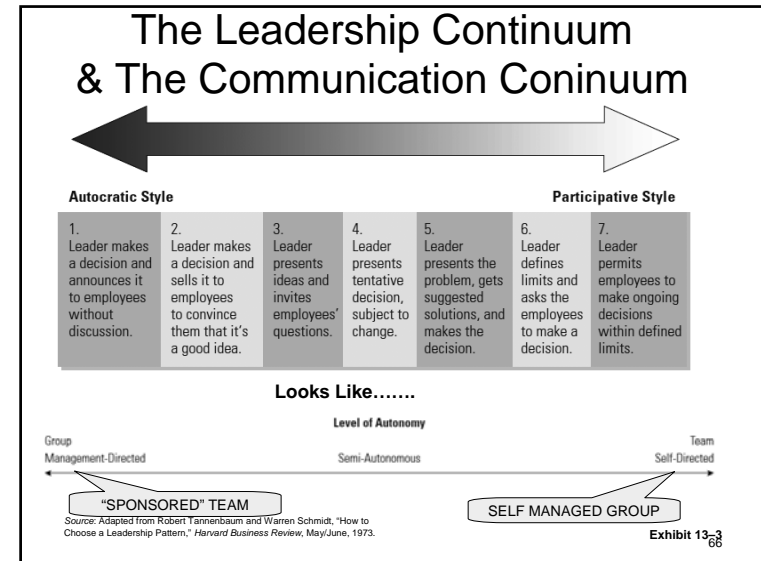 The Leadership Continuum
& The Communication Coninuum
Autocratic Style
Participative Style
1.
Leader makes
a decision and
announces it
to employees
without
discussion.
2.
Leader makes
a decision and
sells it to
employees
to convince
them that it's
a good idea.
3.
Leader
presents
ideas and
invites
employees'
questions.
4.
Leader
presents
tentative
decision,
subject to
change.
5.
Leader
presents the
problem, gets
suggested
solutions, and
makes the
decision.
6.
Leader
defines
limits and
asks the
employees
to make a
decision.
7.
Leader
permits
employees to
make ongoing
decisions
within defined
limits.
Looks Like.......
Level of Autonomy
Group
Management-Directed
Semi-Autonomous
Team
Self-Directed
“SPONSORED” TEAM
SELF MANAGED GROUP
Source: Adapted from Robert Tannenbaum and Warren Schmidt, “How to
Choose a Leadership Pattern,” Harvard Business Review, May/June, 1973.
Exhibit 13–3
66